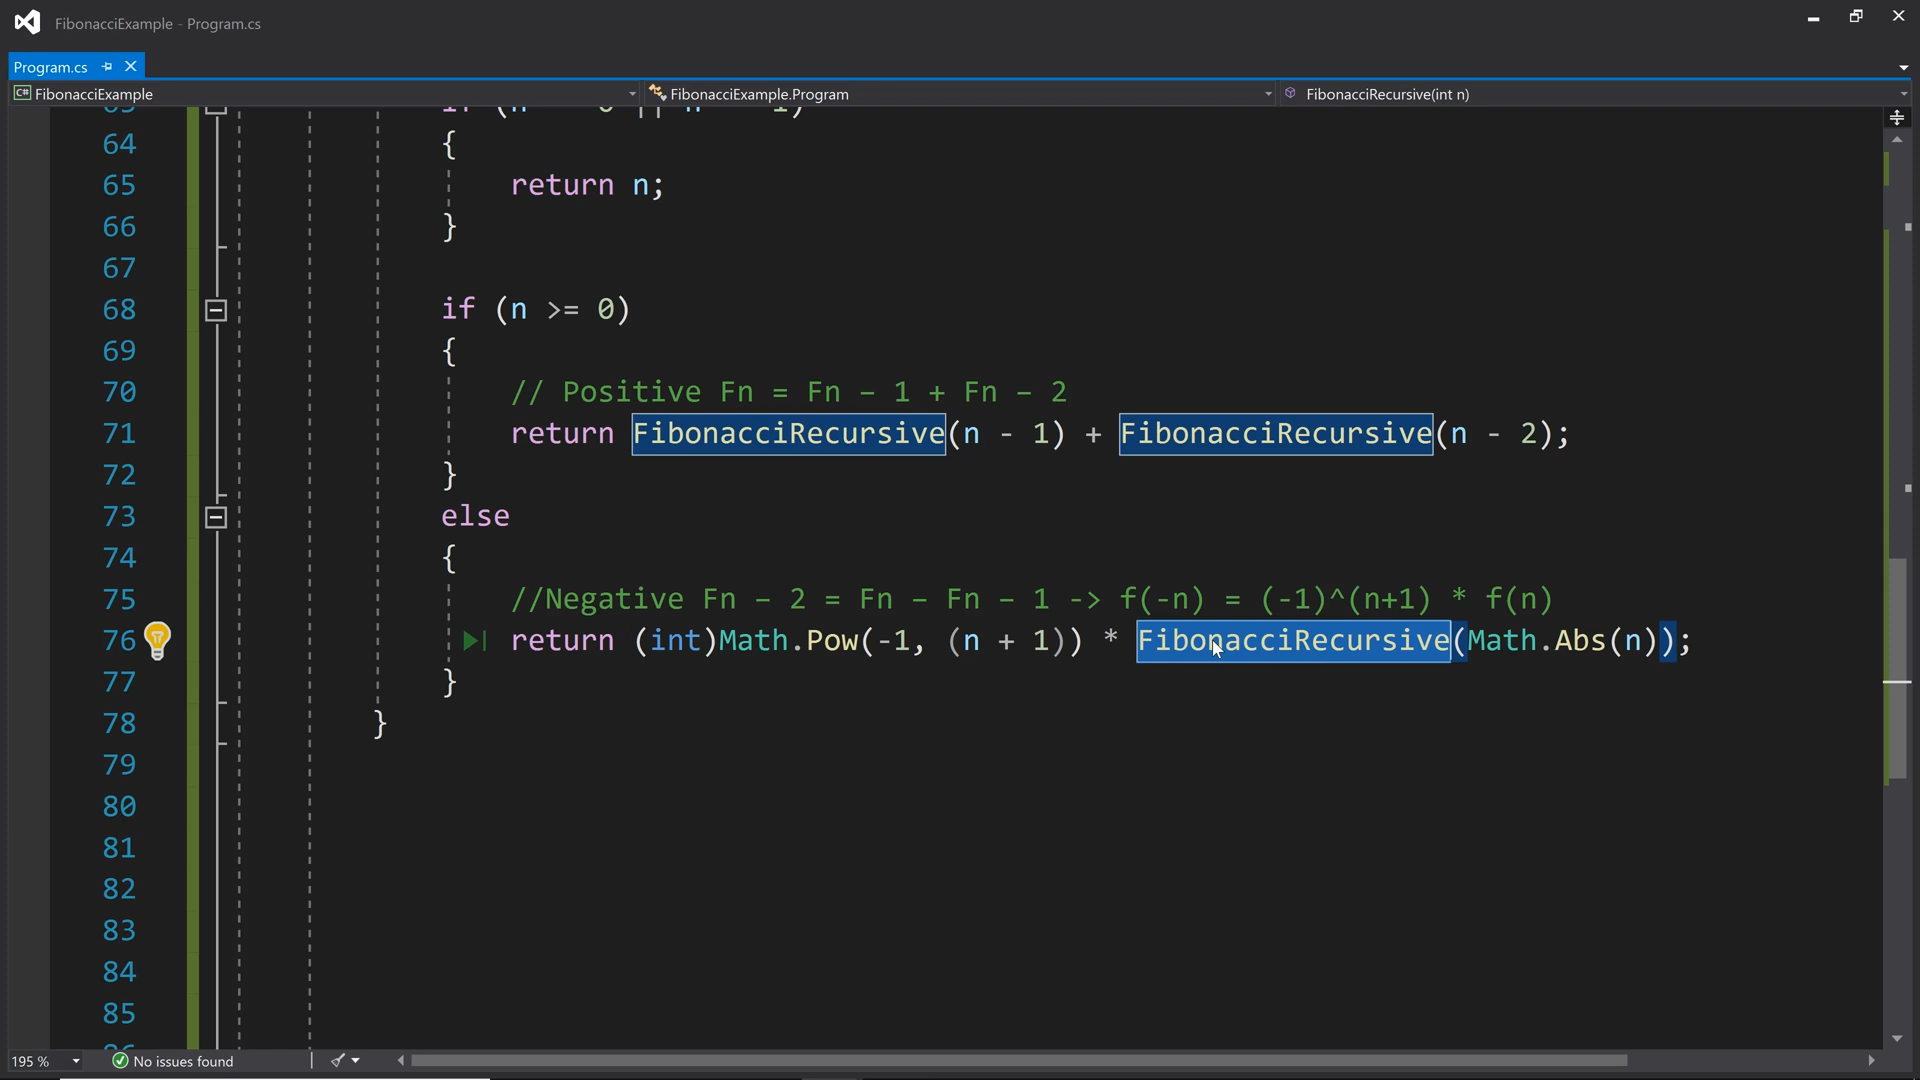 FibonacciExample - Program.cs
Program.cs
C# FibonacciExample
FibonacciExample.Program
FibonacciRecursive(int n)
64 {
65 return n;
66 }
67
68 if (n >= 0)
69 {
70 // Positive Fn = Fn – 1 + Fn – 2
71 return FibonacciRecursive(n - 1) + FibonacciRecursive(n - 2);
72 }
73 else
74 {
75 //Negative Fn – 2 = Fn – Fn – 1 -> f(-n) = (-1)^(n+1) * f(n)
76 return (int)Math.Pow(-1, (n + 1)) * FibonacciRecursive(Math.Abs(n));
77 }
78 }
79
80
81
82
83
84
85
195 % No issues found